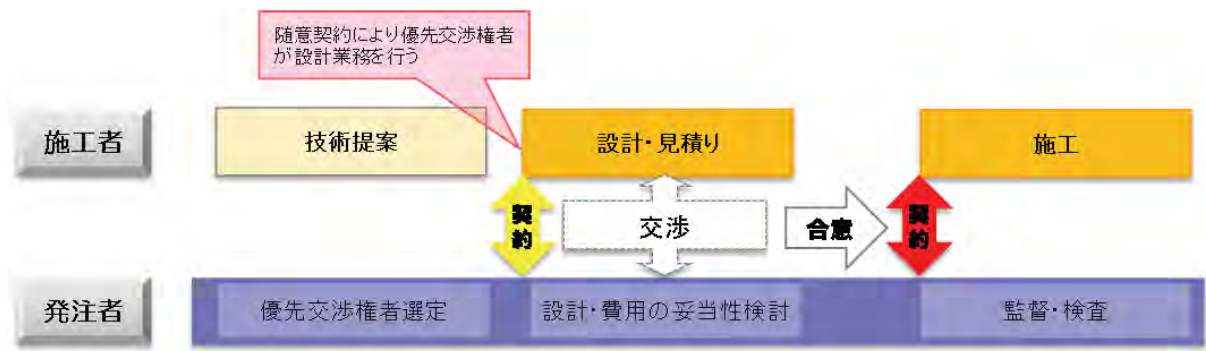 随意契約により優先交渉権者
が設計業務を行う
施工者
技術提案
設計・見積り
施工
契約
交渉
合意
契約
発注者
優先交渉権者選定
設計・費用の妥当性検討
監督・検査